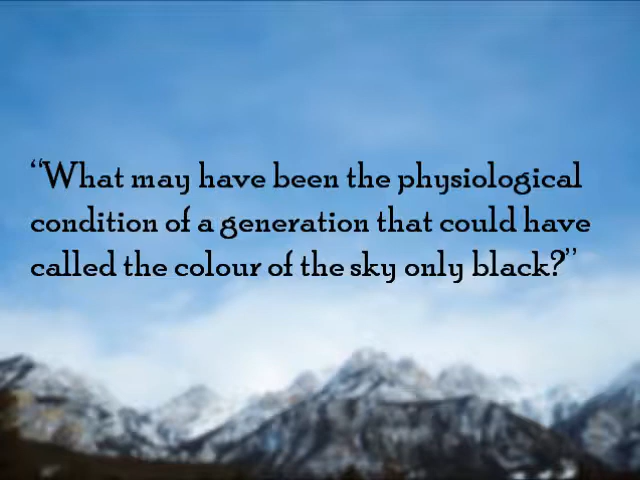 “What may have been the physiological
condition of a generation that could have
called the colour of the sky only black?”